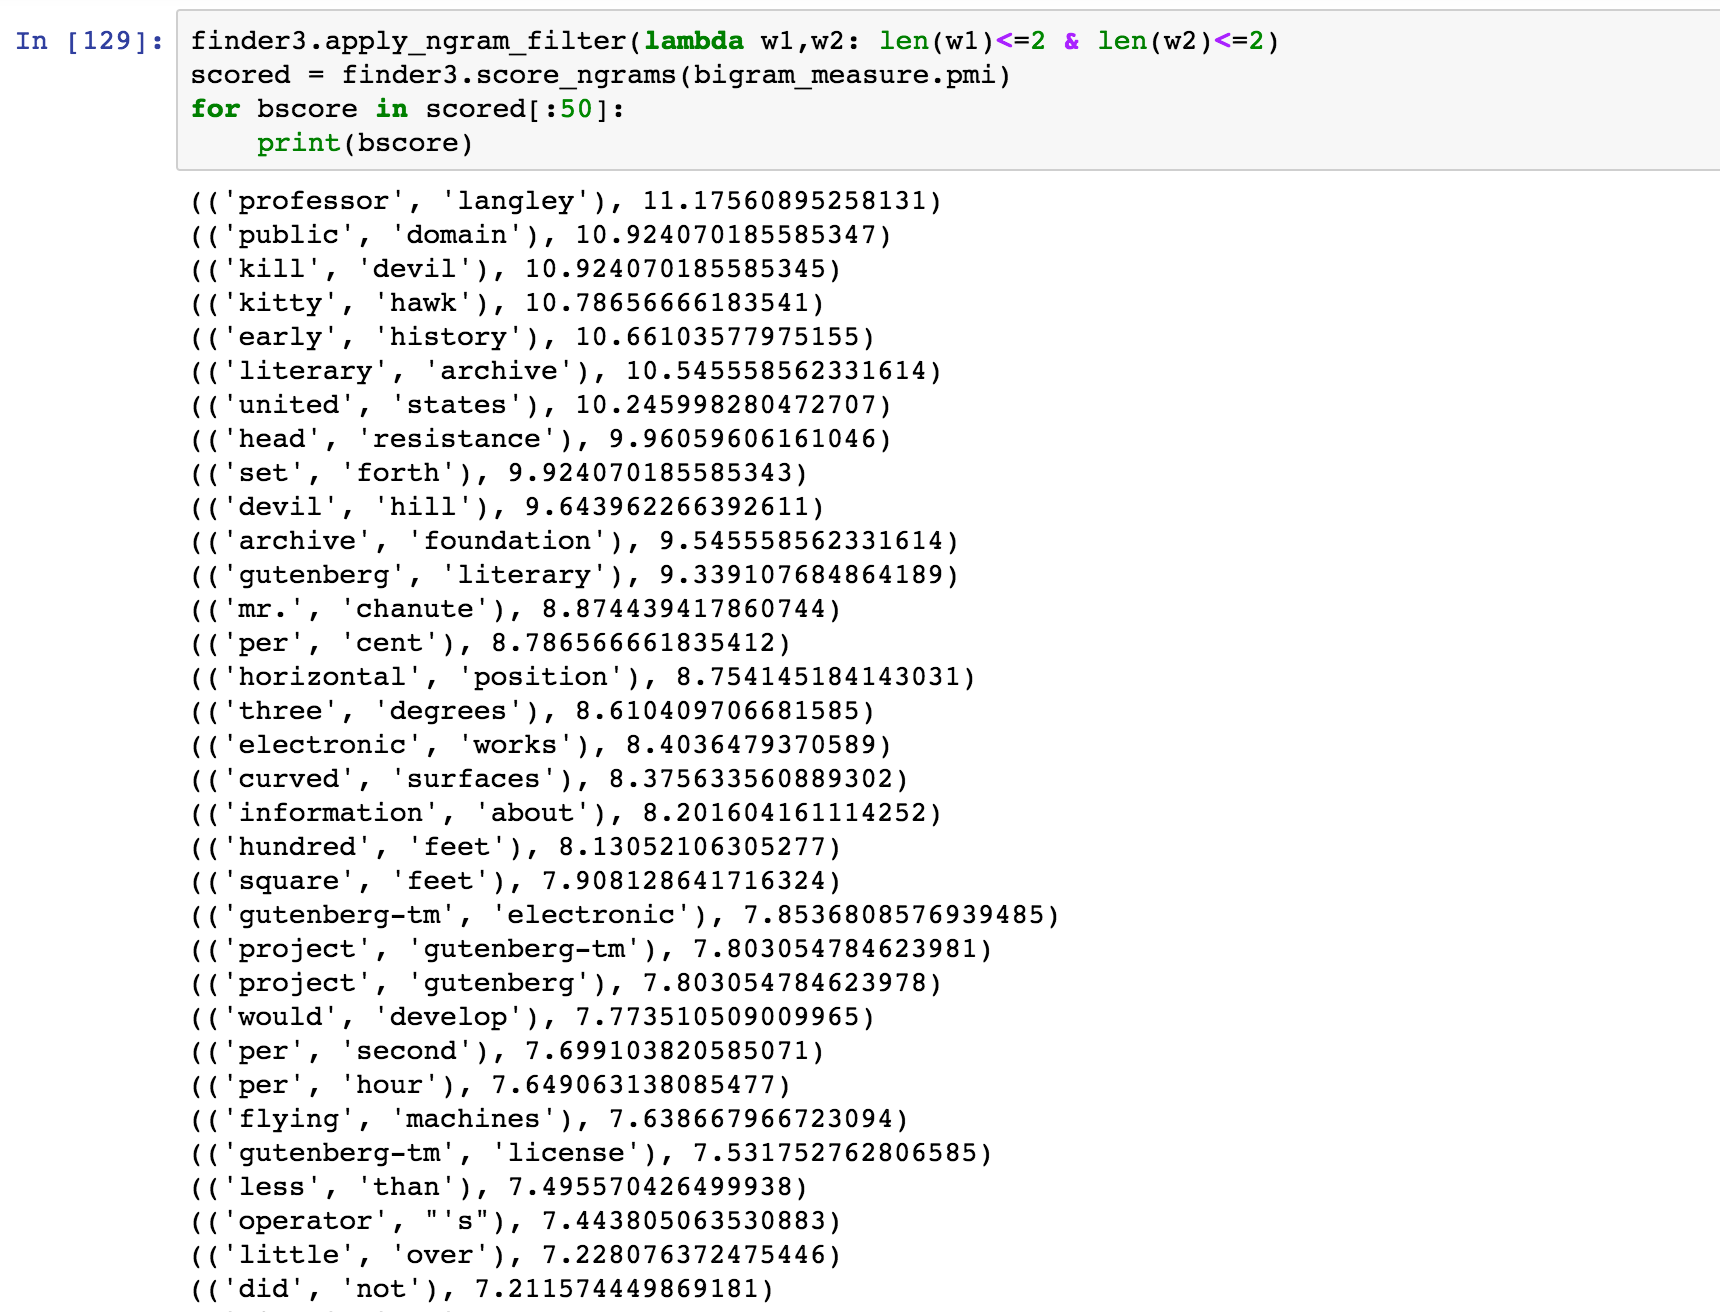 In [129]: finder3.apply_ngram_filter(lambda w1,w2: len(w1)<=2 & len(w2)<=2)
scored = finder3.score_ngrams(bigram_measure.pmi)
for bscore in scored[:50]:
    print(bscore)
(('professor', 'langley'), 11.17560895258131)
(('public', 'domain'), 10.924070185585347)
(('kill', 'devil'), 10.924070185585345)
(('kitty', 'hawk'), 10.78656666183541)
(('early', 'history'), 10.66103577975155)
(('literary', 'archive'), 10.545558562331614)
(('united', 'states'), 10.245998280472707)
(('head', 'resistance'), 9.96059606161046)
(('set', 'forth'), 9.924070185585343)
(('devil', 'hill'), 9.643962266392611)
(('archive', 'foundation'), 9.545558562331614)
(('gutenberg', 'literary'), 9.339107684864189)
(('mr.', 'chanute'), 8.874439417860744)
(('per', 'cent'), 8.786566661835412)
(('horizontal', 'position'), 8.754145184143031)
(('three', 'degrees'), 8.610409706681585)
(('electronic', 'works'), 8.4036479370589)
(('curved', 'surfaces'), 8.375633560889302)
(('information', 'about'), 8.201604161114252)
(('hundred', 'feet'), 8.13052106305277)
(('square', 'feet'), 7.908128641716324)
(('gutenberg-tm', 'electronic'), 7.8536808576939485)
(('project', 'gutenberg-tm'), 7.803054784623981)
(('project', 'gutenberg'), 7.803054784623978)
(('would', 'develop'), 7.773510509009965)
(('per', 'second'), 7.699103820585071)
(('per', 'hour'), 7.649063138085477)
(('flying', 'machines'), 7.638667966723094)
(('gutenberg-tm', 'license'), 7.531752762806585)
(('less', 'than'), 7.495570426499938)
(('operator', "'s"), 7.443805063530883)
(('little', 'over'), 7.228076372475446)
(('did', 'not'), 7.211574449869181)